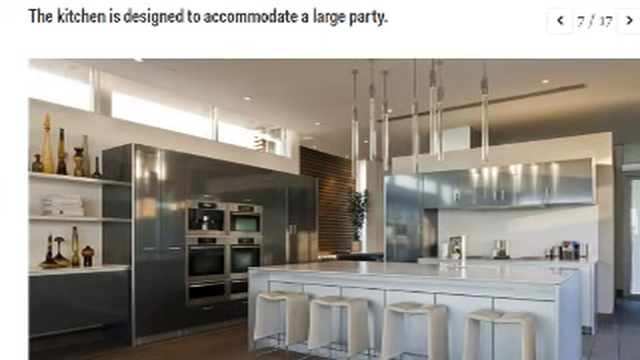 The kitchen is designed to accommodate a large party.
7 / 17